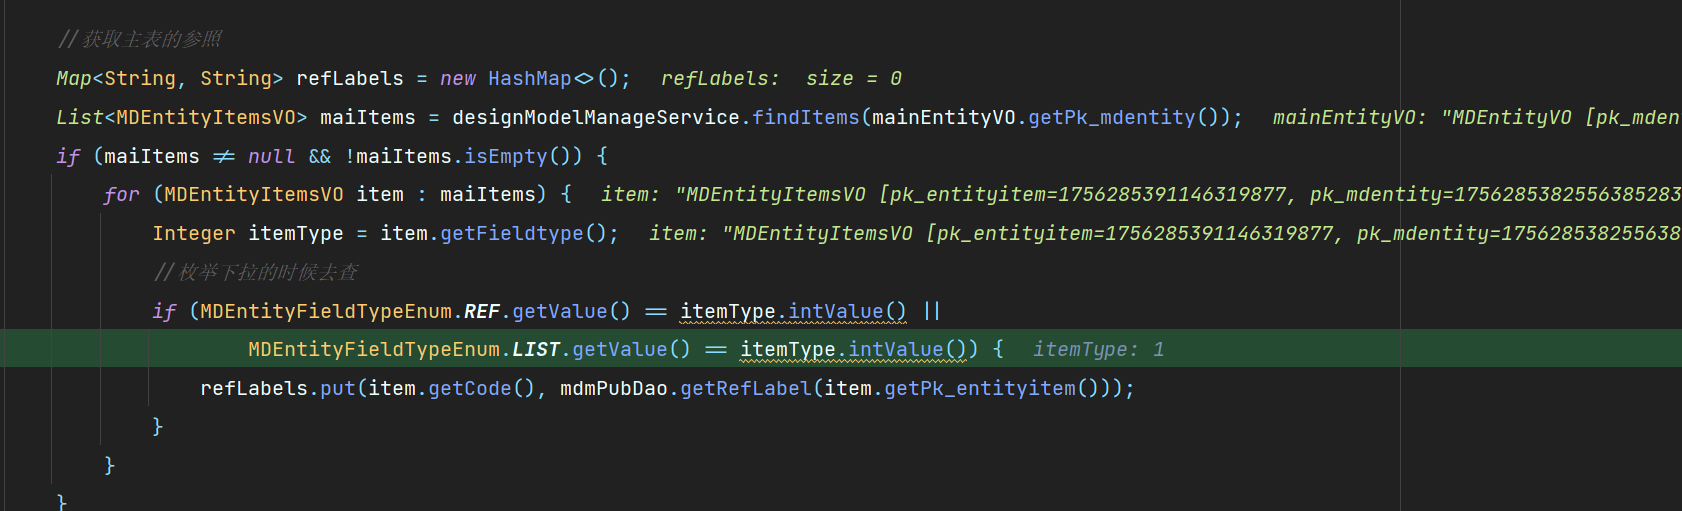 //获取主表的参照
Map<String, String> refLabels = new HashMap<>(); refLabels: size = 0
List<MDEntityItemsVO> maiItems = designModelManageService.findItems(mainEntityVO.getPk_mdentity()); mainEntityVO: "MDEntityVO [pk_mden
if (maiItems != null && !maiItems.isEmpty()) {
for (MDEntityItemsVO item : maiItems) { item: "MDEntityItemsVO [pk_entityitem=1756285391146319877, pk_mdentity=1756285382556385283
Integer itemType = item.getFieldtype(); item: "MDEntityItemsVO [pk_entityitem=1756285391146319877, pk_mdentity=175628538255638
//枚举下拉的时候去查
if (MDEntityFieldTypeEnum.REF.getValue() == itemType.intValue() ||
MDEntityFieldTypeEnum.LIST.getValue() == itemType.intValue()) { itemType: 1
refLabels.put(item.getCode(), mdmPubDao.getRefLabel(item.getPk_entityitem()));
}
}
}